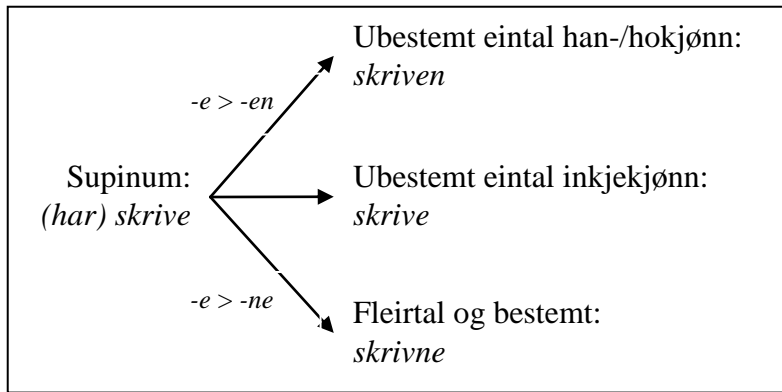 Ubestemt eintal han-/hokjønn:
skriven
-e > -en
Supinum:
(har) skrive
Ubestemt eintal inkjekjønn:
skrive
-e > -ne
Fleirtal og bestemt:
skrivne